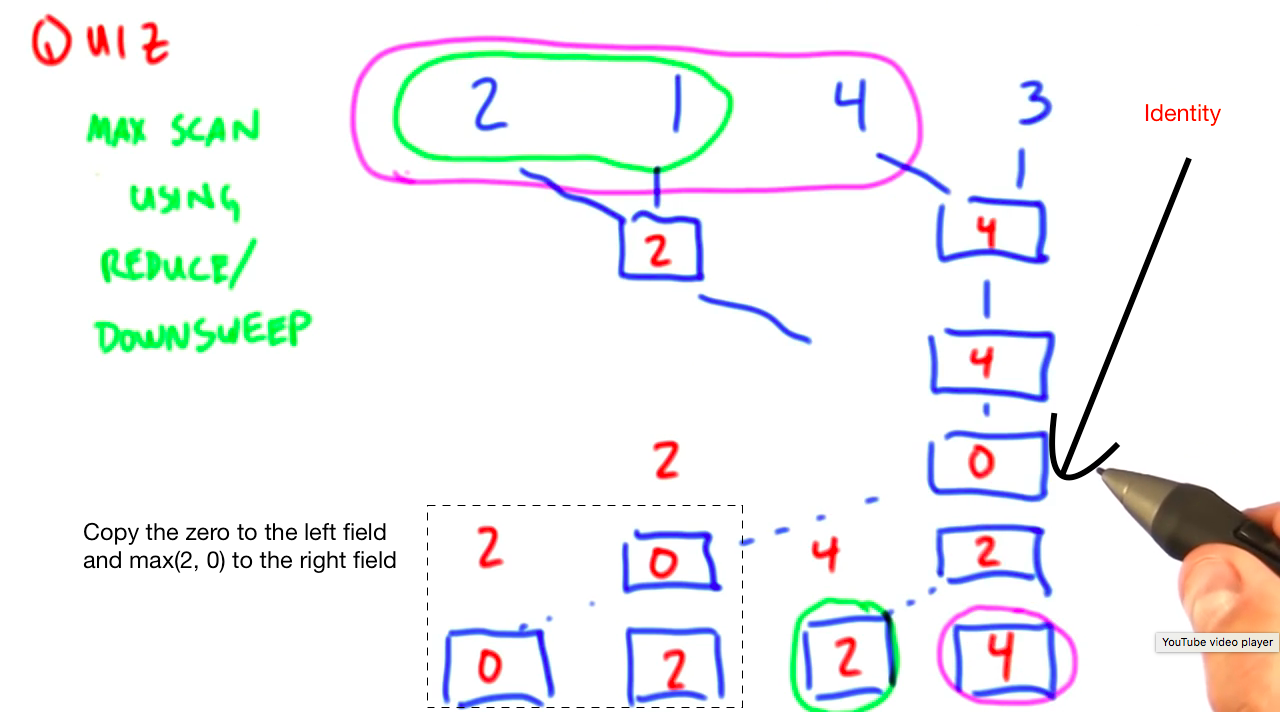 QUIZ
MAX SCAN
USING
REDUCE/
DOWNSWEEP
2 1 4 3
Identity
2 4
4
2 0
Copy the zero to the left field
and max(2, 0) to the right field
2 0 4 2
0 2 2 4
YouTube video player